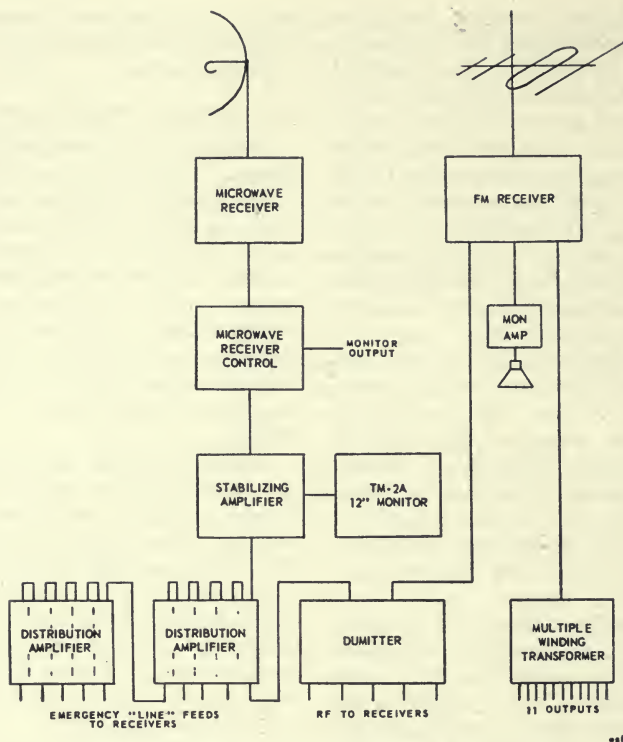 MICROWAVE
RECEIVER
FM RECEIVER
MICROWAVE
RECEIVER
CONTROL
MONITOR
OUTPUT
MON
AMP
STABILIZING
AMPLIFIER
TM-2A
12" MONITOR
DISTRIBUTION
AMPLIFIER
DISTRIBUTION
AMPLIFIER
DUMITTER
MULTIPLE
WINDING
TRANSFORMER
EMERGENCY "LINE" FEEDS
TO RECEIVERS
RF TO RECEIVERS
11 OUTPUTS